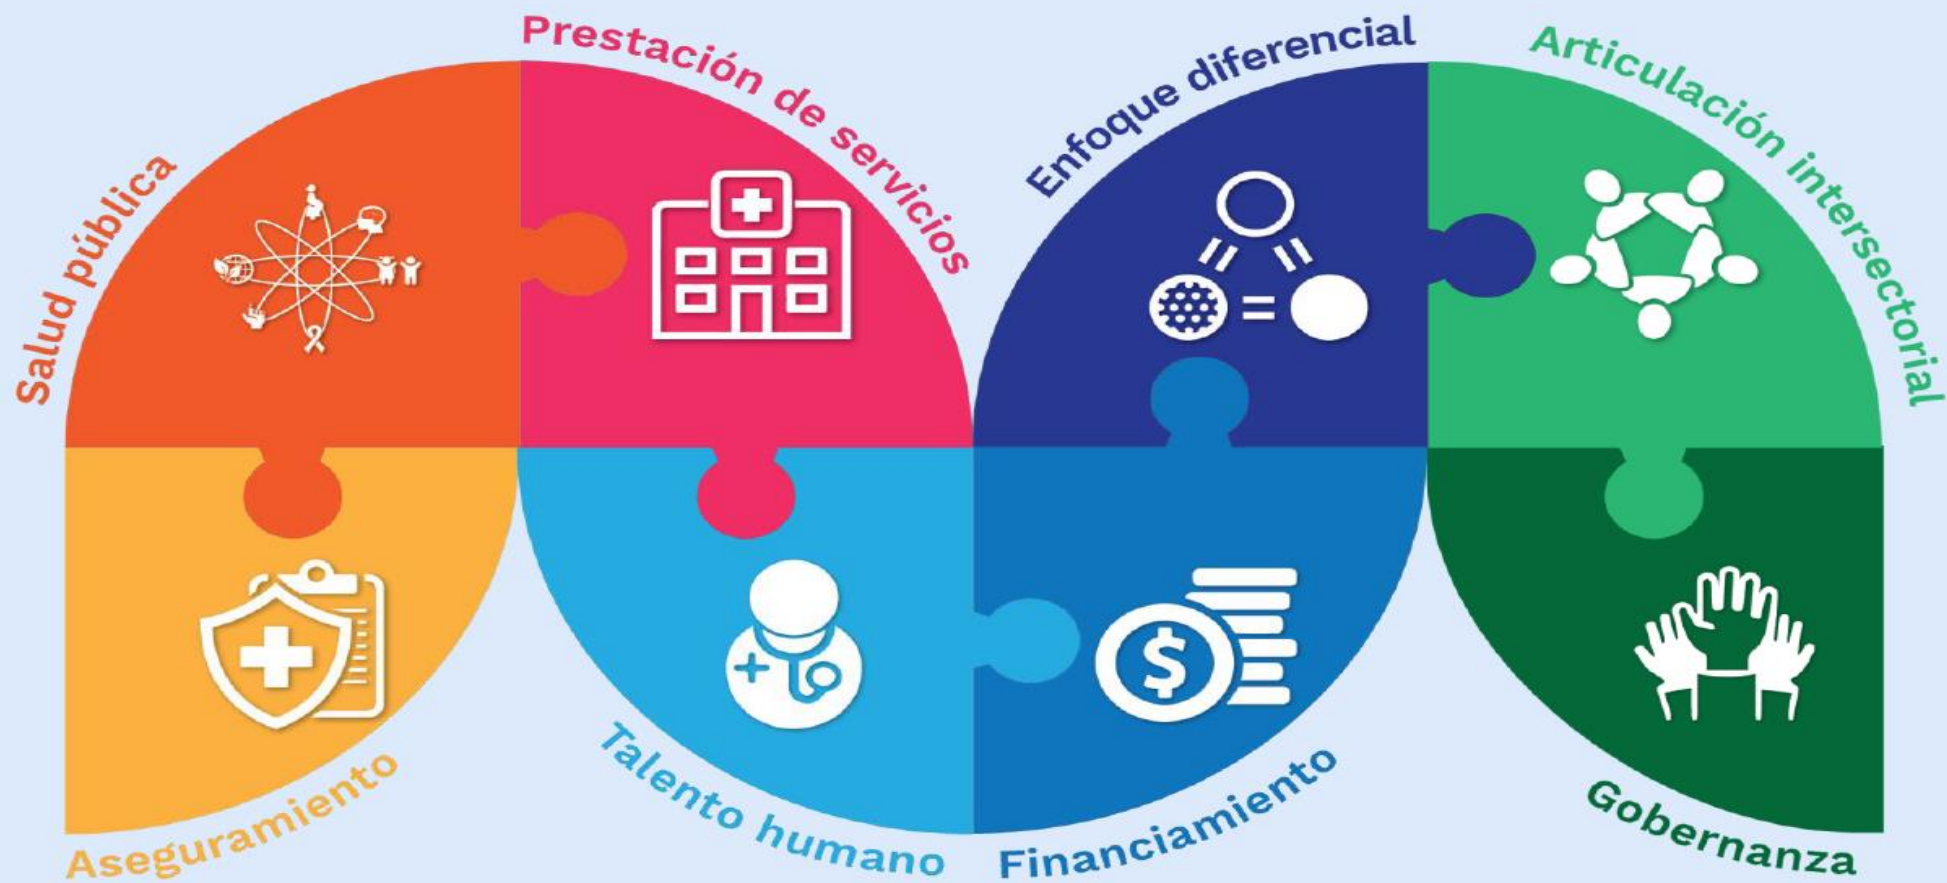 Salud pública
Prestación de servicios
Enfoque diferencial
Articulación intersectorial
Aseguramiento
Talento humano
Financiamiento
$
Gobernanza